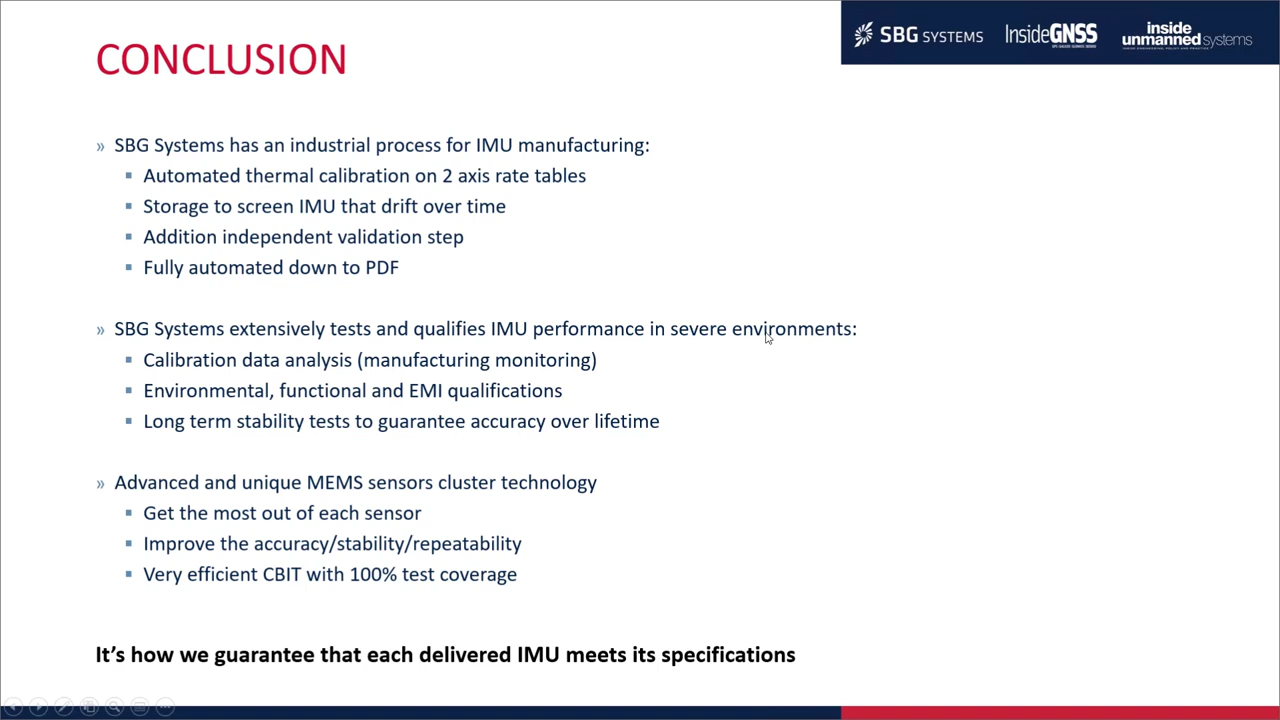 CONCLUSION
SBG SYSTEMS
InsideGNSS
inside
unmanned systems
» SBG Systems has an industrial process for IMU manufacturing:
▪ Automated thermal calibration on 2 axis rate tables
▪ Storage to screen IMU that drift over time
▪ Addition independent validation step
▪ Fully automated down to PDF
» SBG Systems extensively tests and qualifies IMU performance in severe environments:
▪ Calibration data analysis (manufacturing monitoring)
▪ Environmental, functional and EMI qualifications
▪ Long term stability tests to guarantee accuracy over lifetime
» Advanced and unique MEMS sensors cluster technology
▪ Get the most out of each sensor
▪ Improve the accuracy/stability/repeatability
▪ Very efficient CBIT with 100% test coverage
It’s how we guarantee that each delivered IMU meets its specifications